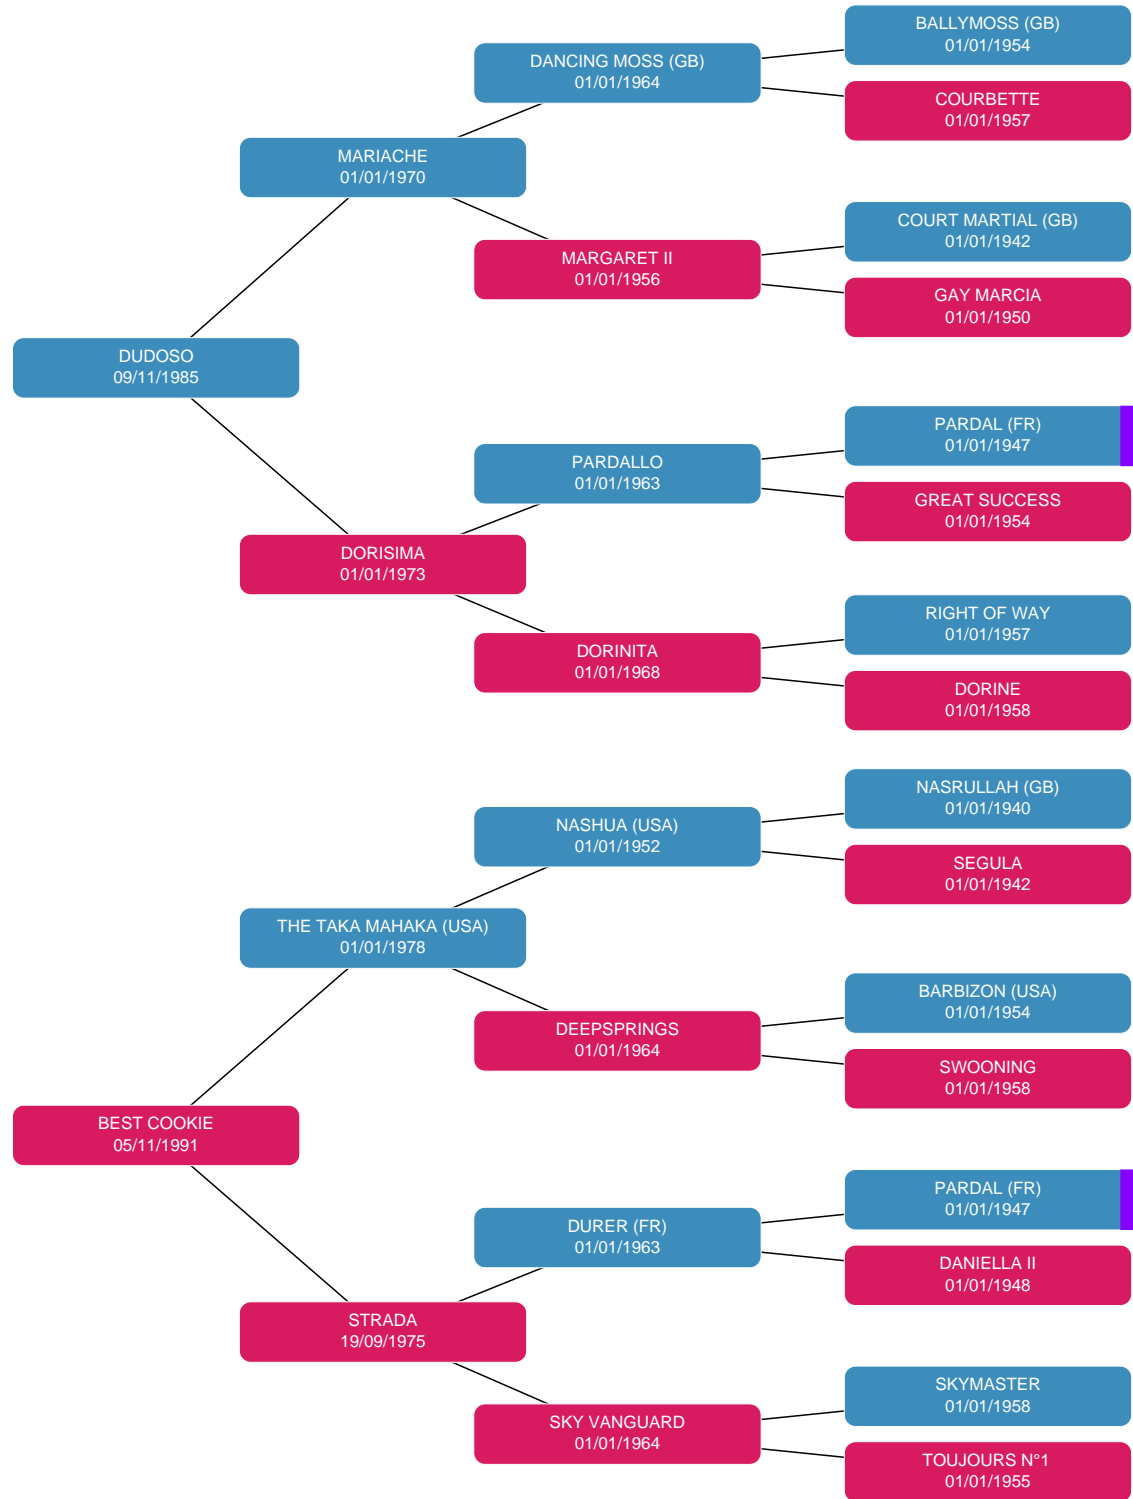 BALLYMOSS (GB)
01/01/1954
DANCING MOSS (GB)
01/01/1964
COURBETTE
01/01/1957
MARIACHE
01/01/1970
COURT MARTIAL (GB)
01/01/1942
MARGARET II
01/01/1956
GAY MARCIA
01/01/1950
DUDOSO
09/11/1985
PARDAL (FR)
01/01/1947
PARDALLO
01/01/1963
GREAT SUCCESS
01/01/1954
DORISIMA
01/01/1973
RIGHT OF WAY
01/01/1957
DORINITA
01/01/1968
DORINE
01/01/1958
NASRULLAH (GB)
01/01/1940
NASHUA (USA)
01/01/1952
SEGULA
01/01/1942
THE TAKA MAHAKA (USA)
01/01/1978
BARBIZON (USA)
01/01/1954
DEEPSPRINGS
01/01/1964
SWOONING
01/01/1958
BEST COOKIE
05/11/1991
PARDAL (FR)
01/01/1947
DURER (FR)
01/01/1963
DANIELLA II
01/01/1948
STRADA
19/09/1975
SKYMASTER
01/01/1958
SKY VANGUARD
01/01/1964
TOUJOURS N°1
01/01/1955